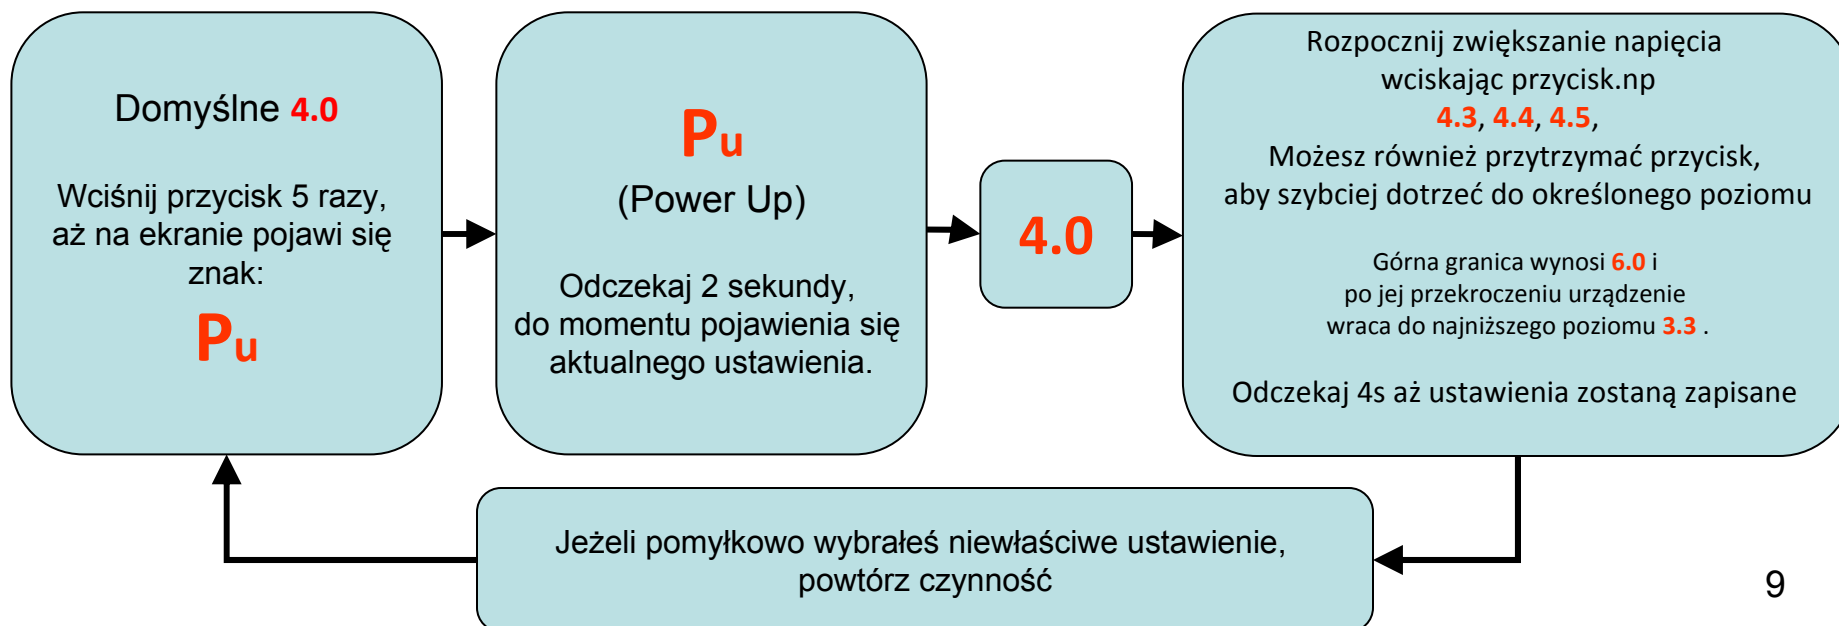 Domyślne 4.0
Wciśnij przycisk 5 razy,
aż na ekranie pojawi się
znak:
Pu
Pu
(Power Up)
Odczekaj 2 sekundy,
do momentu pojawienia się
aktualnego ustawienia.
4.0
Rozpocznij zwiększanie napięcia
wciskając przycisk.np
4.3, 4.4, 4.5,
Możesz również przytrzymać przycisk,
aby szybciej dotrzeć do określonego poziomu
Górna granica wynosi 6.0 i
po jej przekroczeniu urządzenie
wraca do najniższego poziomu 3.3 .
Odczekaj 4s aż ustawienia zostaną zapisane
Jeżeli pomyłkowo wybrałeś niewłaściwe ustawienie,
powtórz czynność
9